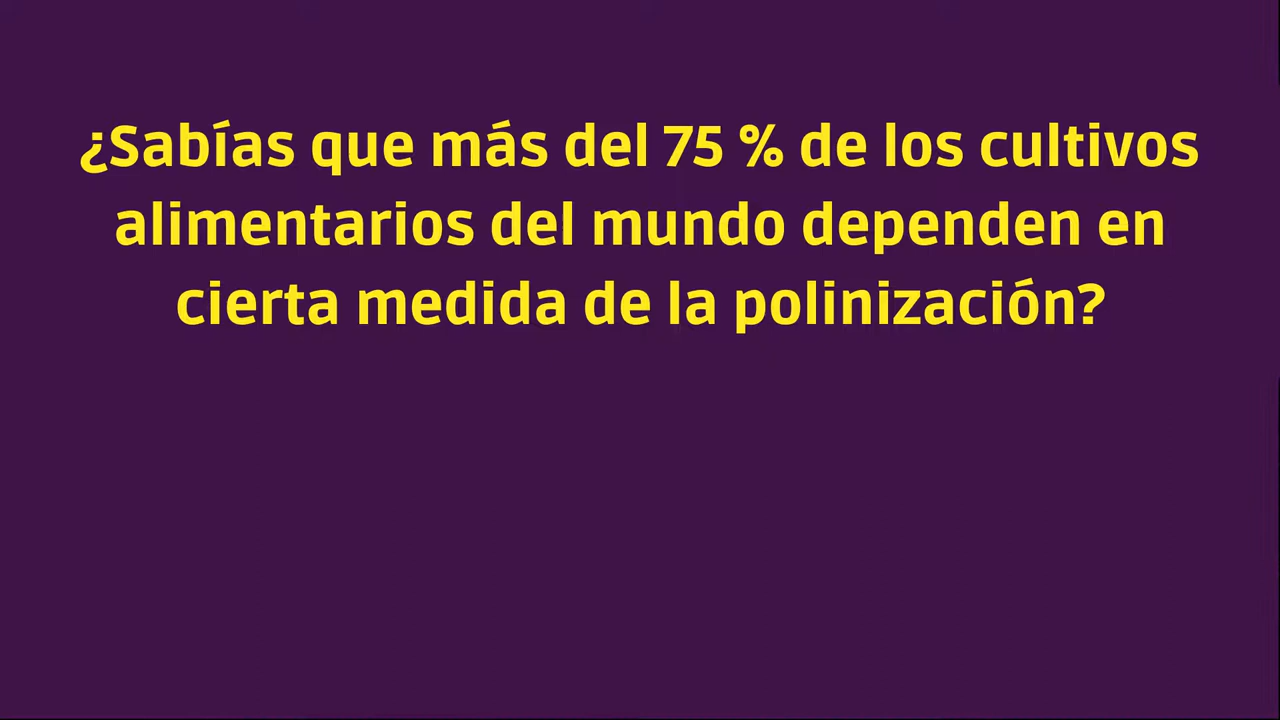 ¿Sabías que más del 75 % de los cultivos
alimentarios del mundo dependen en
cierta medida de la polinización?